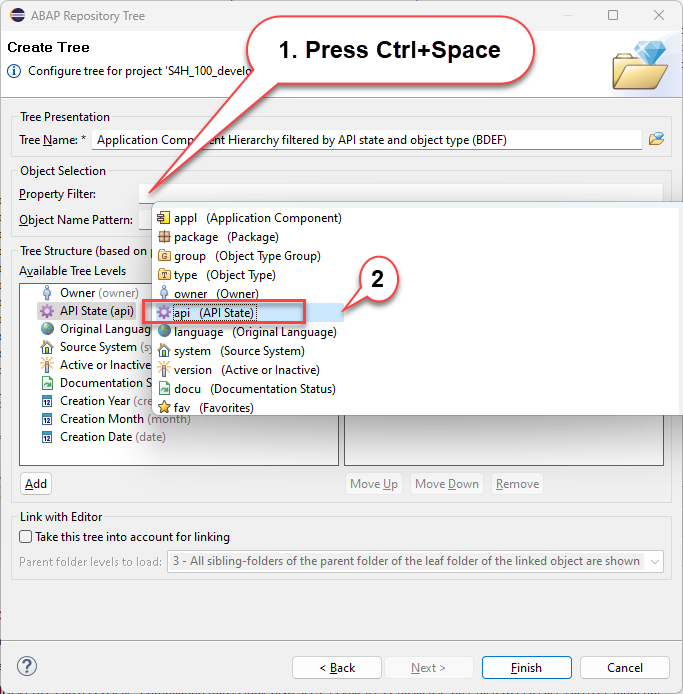 ABAP Repository Tree
Create Tree
Configure tree for project 'S4H_100_develo
1. Press Ctrl+Space
Tree Presentation
Tree Name: * Application Component Hierarchy filtered by API state and object type (BDEF)
Object Selection
Property Filter:
Object Name Pattern:
appl (Application Component)
package (Package)
group (Object Type Group)
type (Object Type)
owner (Owner)
api (API State)
language (Original Language)
system (Source System)
version (Active or Inactive)
docu (Documentation Status)
fav (Favorites)
2
Tree Structure (based on
Available Tree Levels
Owner (owner)
API State (api)
Original Languag
Source System (sy
Active or Inactive
Documentation S
Creation Year (cre
Creation Month (month)
Creation Date (date)
Add
Move Up Move Down Remove
Link with Editor
Take this tree into account for linking
Parent folder levels to load: 3 - All sibling-folders of the parent folder of the leaf folder of the linked object are shown
< Back Next > Finish Cancel